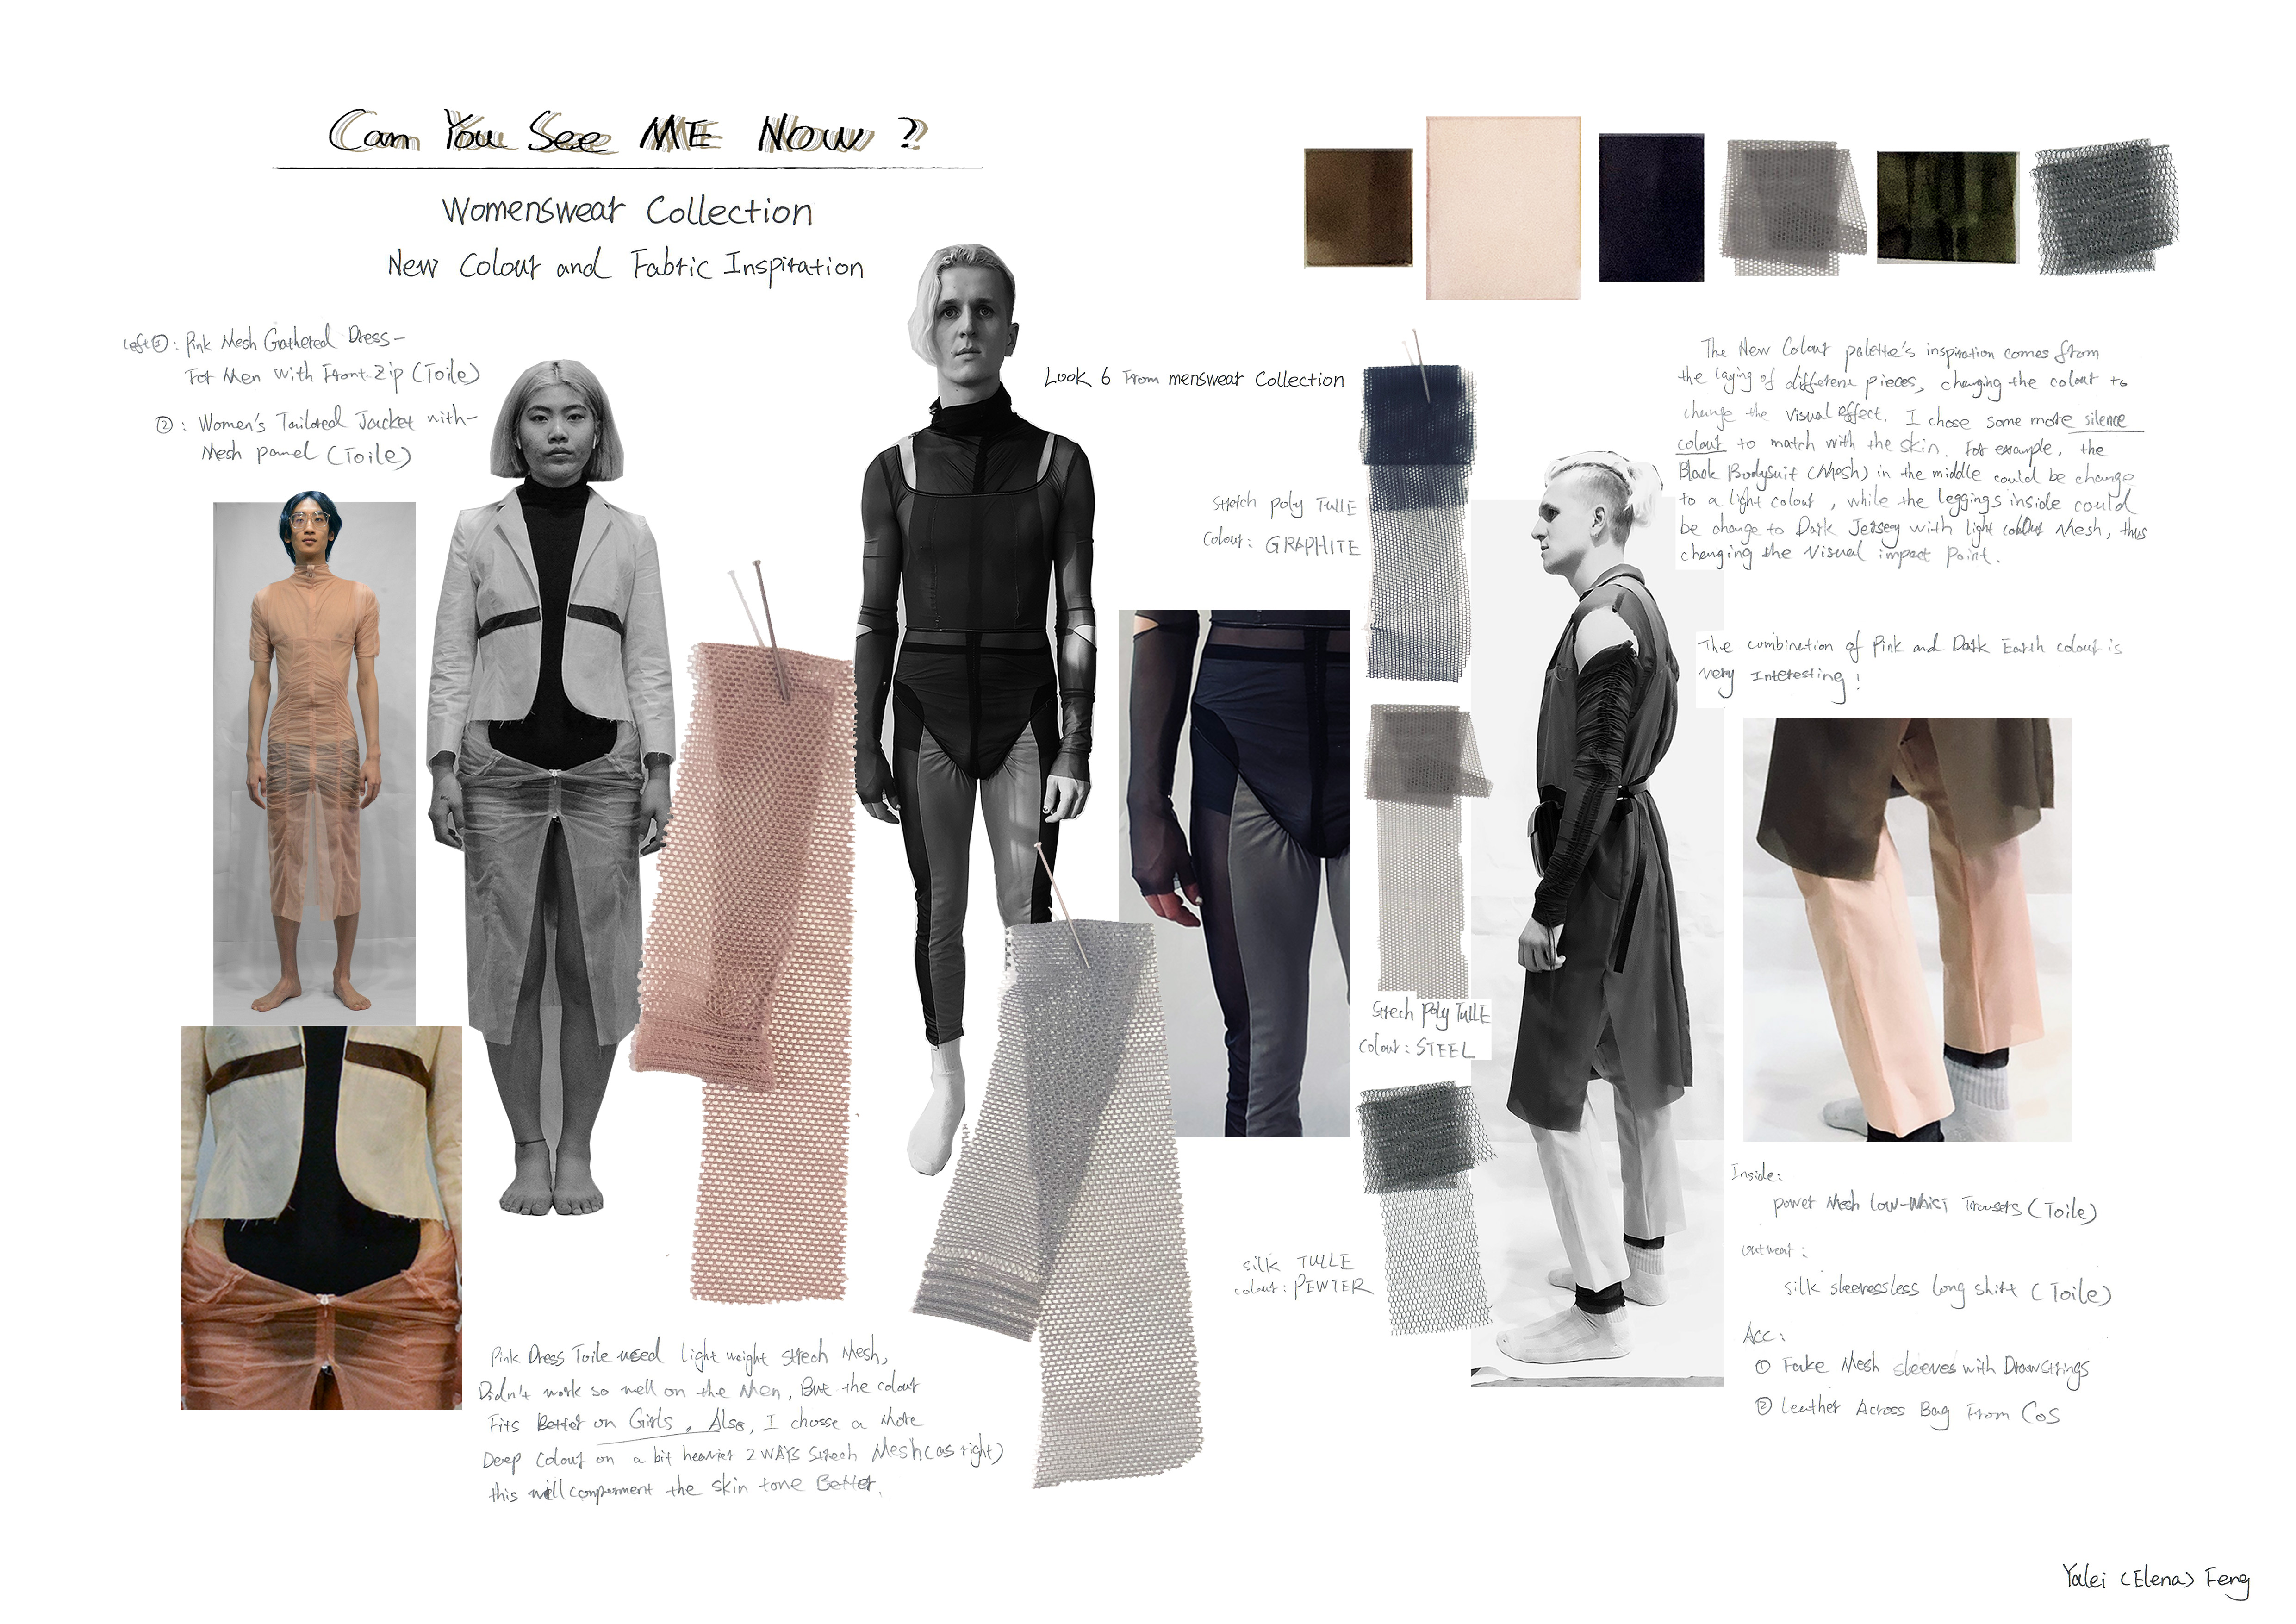 Can You See ME Now ?
Womenswear Collection
New Colour and Fabric Inspiration
Left①: Pink Mesh Gathered Dress-
For Men with Front Zip (Toile)
②: Women's Tailored Jacket with-
Mesh panel (Toile)
Look 6 From menswear Collection
Stretch poly TULLE
Colour: GRAPHITE
Strech Poly TULLE
Colour: STEEL
silk TULLE
colour: PEWTER
The New Colour palette's inspiration comes from
the laying of different pieces, changing the colour to
change the visual effect. I chose some more silence
colour to match with the skin. For example, the
Black Bodysuit (Mesh) in the middle could be change
to a light colour, while the leggings inside could
be change to Dark Jersey with light colour Mesh, thus
changing the Visual impact Point.
The combination of Pink and Dark Earth colour is
very Interesting!
Inside:
power Mesh Low-Waist Trousers (Toile)
outwear:
silk sleevessless long shirt (Toile)
Acc:
① Fake Mesh sleeves with Drawstrings
② Leather Across Bag From COS
Pink Dress Toile used light weight strech Mesh,
Didn't work so well on the Men, But the colour
Fits Better on Girls. Also, I chosse a More
Deep Colour on a bit heavier 2 WAYS Strech Mesh (as right)
this will the skin tone Better.
Yalei (Elena) Feng